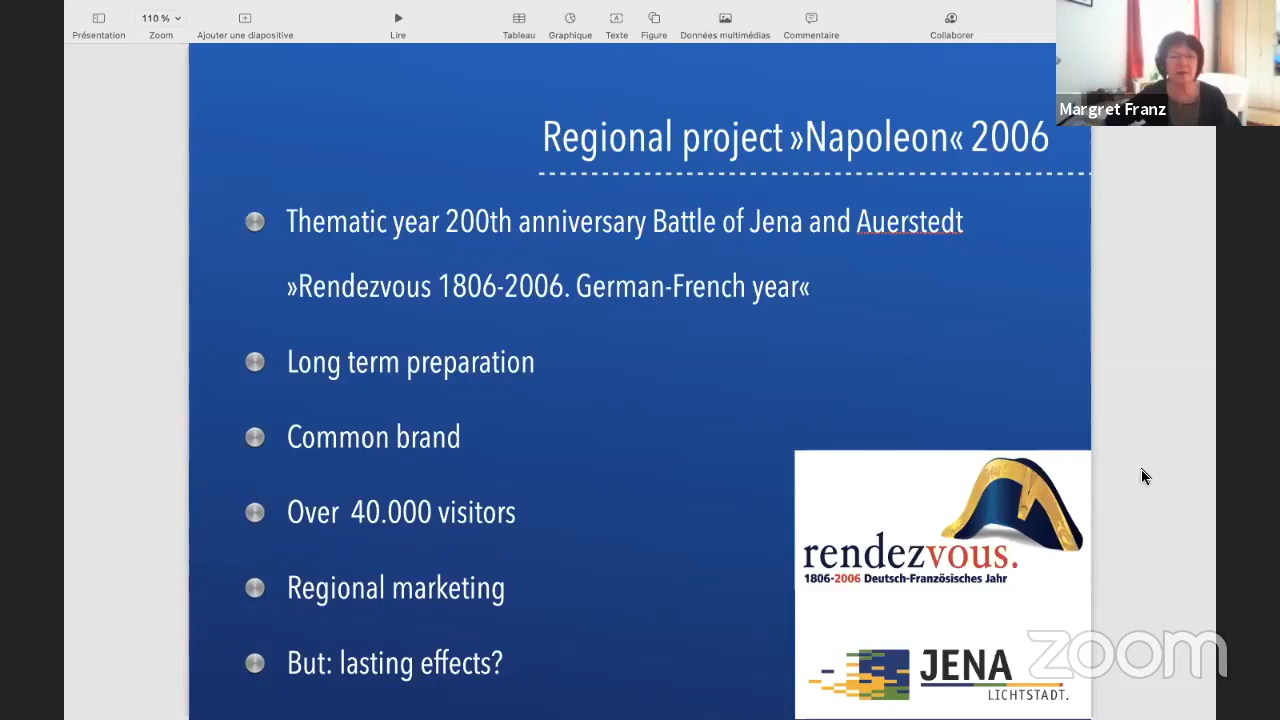 110 %
Présentation
Zoom
Ajouter une diapositive
Lire
Tableau
Graphique
Texte
Figure
Données multimédias
Commentaire
Collaborer
Margret Franz
Regional project »Napoleon« 2006
Thematic year 200th anniversary Battle of Jena and Auerstedt
»Rendezvous 1806-2006. German-French year«
Long term preparation
Common brand
Over 40.000 visitors
Regional marketing
But: lasting effects?
rendezvous.
1806-2006 Deutsch-Französisches Jahr
JENA
LICHTSTADT.
zoom